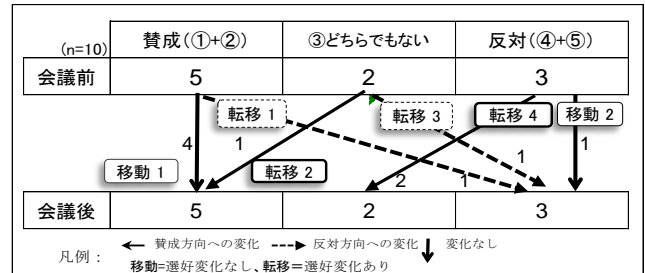 (n=10) 賛成(①+②) ③どちらでもない 反対(④+⑤)
会議前 5 2 3
転移 1 転移 3 転移 4 移動 2
4 1 1 1
移動 1 転移 2 2 1
会議後 5 2 3
凡例： 賛成方向への変化 反対方向への変化 変化なし
移動=選好変化なし、転移＝選好変化あり